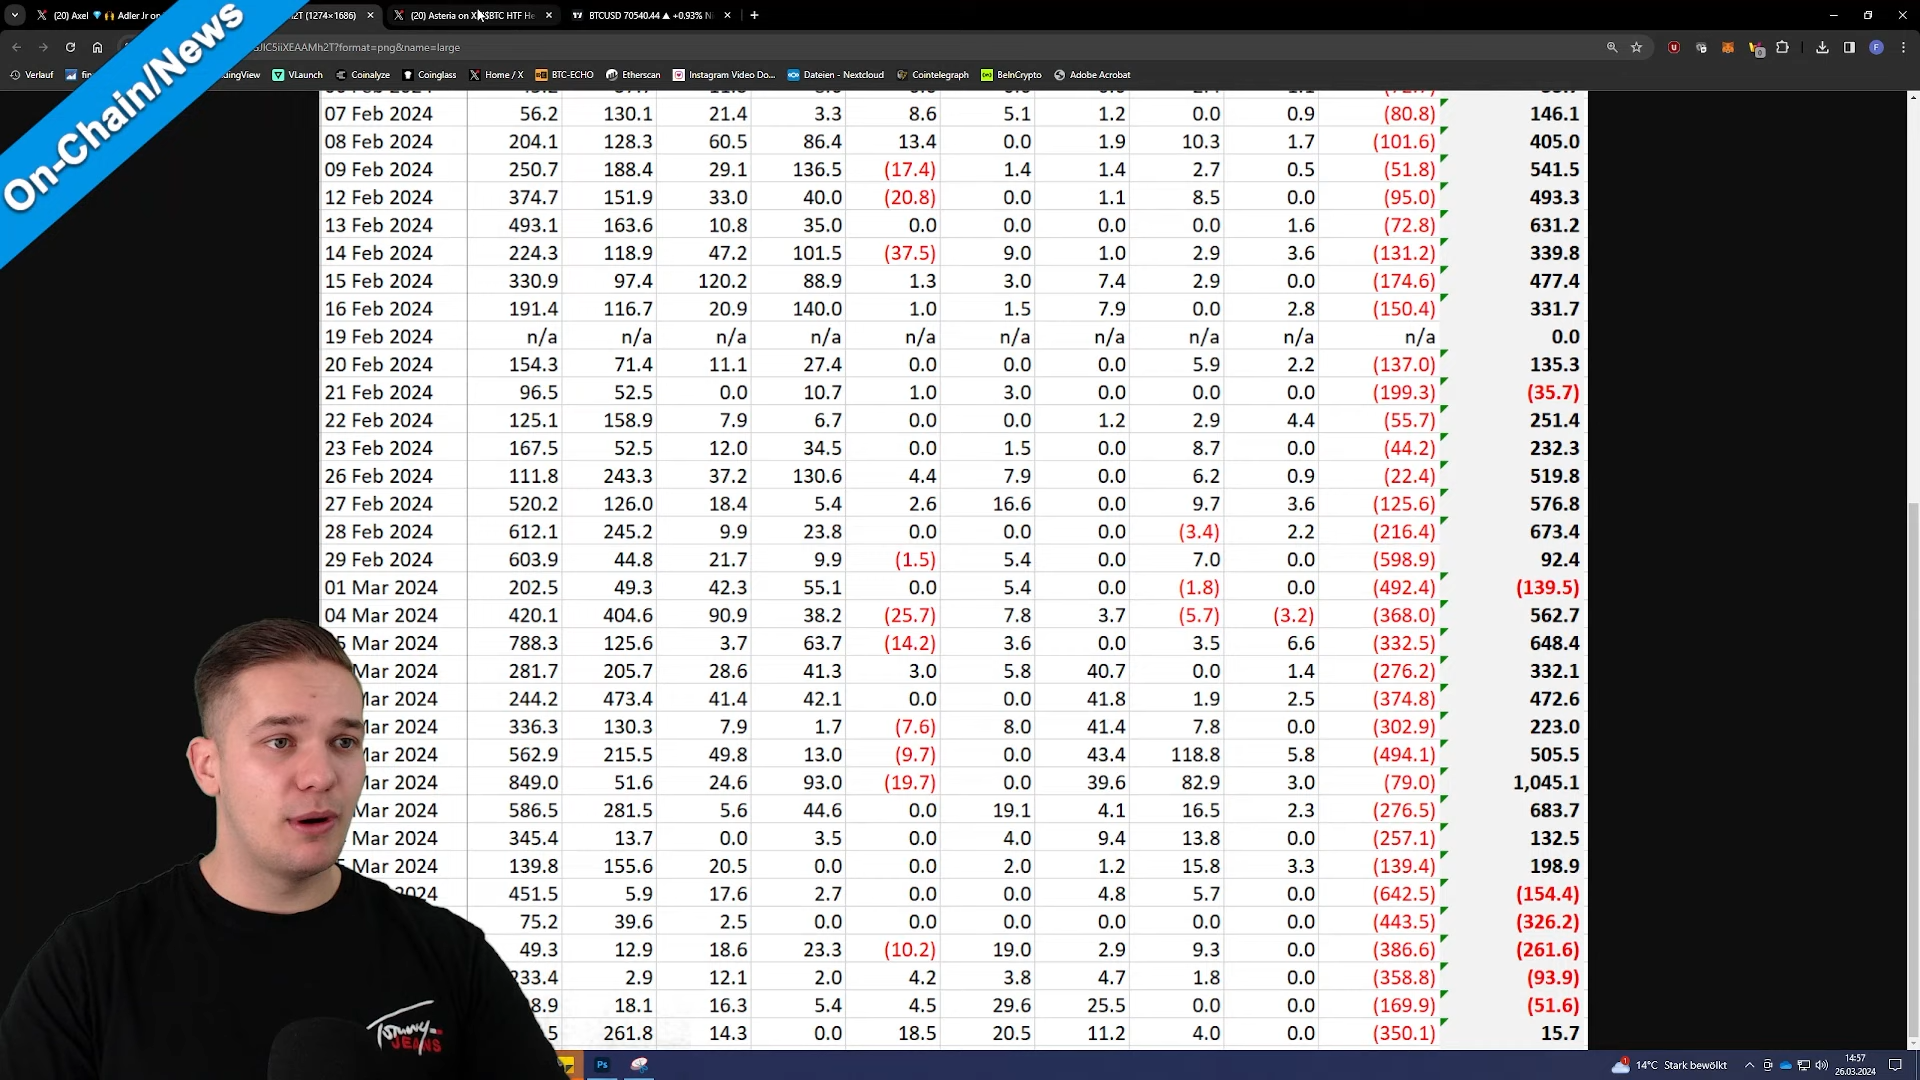 (20) Axel 💎 🙌 Adler Jr on
2T (1274×1686)
(20) Asteria on X: "$BTC HTF He
BTCUSD 70540.44 ▲ +0.93%
GJIC5iiXEAAMh2T?format=png&name=large
Verlauf
VLaunch
Coinalyze
Coinglass
Home / X
BTC-ECHO
Etherscan
Instagram Video Do...
Dateien - Nextcloud
Cointelegraph
BeInCrypto
Adobe Acrobat
On-Chain/News
07 Feb 2024 56.2 130.1 21.4 3.3 8.6 5.1 1.2 0.0 0.9 (80.8) 146.1
08 Feb 2024 204.1 128.3 60.5 86.4 13.4 0.0 1.9 10.3 1.7 (101.6) 405.0
09 Feb 2024 250.7 188.4 29.1 136.5 (17.4) 1.4 1.4 2.7 0.5 (51.8) 541.5
12 Feb 2024 374.7 151.9 33.0 40.0 (20.8) 0.0 1.1 8.5 0.0 (95.0) 493.3
13 Feb 2024 493.1 163.6 10.8 35.0 0.0 0.0 0.0 0.0 1.6 (72.8) 631.2
14 Feb 2024 224.3 118.9 47.2 101.5 (37.5) 9.0 1.0 2.9 3.6 (131.2) 339.8
15 Feb 2024 330.9 97.4 120.2 88.9 1.3 3.0 7.4 2.9 0.0 (174.6) 477.4
16 Feb 2024 191.4 116.7 20.9 140.0 1.0 1.5 7.9 0.0 2.8 (150.4) 331.7
19 Feb 2024 n/a n/a n/a n/a n/a n/a n/a n/a n/a n/a 0.0
20 Feb 2024 154.3 71.4 11.1 27.4 0.0 0.0 0.0 5.9 2.2 (137.0) 135.3
21 Feb 2024 96.5 52.5 0.0 10.7 1.0 3.0 0.0 0.0 0.0 (199.3) (35.7)
22 Feb 2024 125.1 158.9 7.9 6.7 0.0 0.0 1.2 2.9 4.4 (55.7) 251.4
23 Feb 2024 167.5 52.5 12.0 34.5 0.0 1.5 0.0 8.7 0.0 (44.2) 232.3
26 Feb 2024 111.8 243.3 37.2 130.6 4.4 7.9 0.0 6.2 0.9 (22.4) 519.8
27 Feb 2024 520.2 126.0 18.4 5.4 2.6 16.6 0.0 9.7 3.6 (125.6) 576.8
28 Feb 2024 612.1 245.2 9.9 23.8 0.0 0.0 0.0 (3.4) 2.2 (216.4) 673.4
29 Feb 2024 603.9 44.8 21.7 9.9 (1.5) 5.4 0.0 7.0 0.0 (598.9) 92.4
01 Mar 2024 202.5 49.3 42.3 55.1 0.0 5.4 0.0 (1.8) 0.0 (492.4) (139.5)
04 Mar 2024 420.1 404.6 90.9 38.2 (25.7) 7.8 3.7 (5.7) (3.2) (368.0) 562.7
5 Mar 2024 788.3 125.6 3.7 63.7 (14.2) 3.6 0.0 3.5 6.6 (332.5) 648.4
Mar 2024 281.7 205.7 28.6 41.3 3.0 5.8 40.7 0.0 1.4 (276.2) 332.1
Mar 2024 244.2 473.4 41.4 42.1 0.0 0.0 41.8 1.9 2.5 (374.8) 472.6
Mar 2024 336.3 130.3 7.9 1.7 (7.6) 8.0 41.4 7.8 0.0 (302.9) 223.0
Mar 2024 562.9 215.5 49.8 13.0 (9.7) 0.0 43.4 118.8 5.8 (494.1) 505.5
Mar 2024 849.0 51.6 24.6 93.0 (19.7) 0.0 39.6 82.9 3.0 (79.0) 1,045.1
Mar 2024 586.5 281.5 5.6 44.6 0.0 19.1 4.1 16.5 2.3 (276.5) 683.7
Mar 2024 345.4 13.7 0.0 3.5 0.0 4.0 9.4 13.8 0.0 (257.1) 132.5
5 Mar 2024 139.8 155.6 20.5 0.0 0.0 2.0 1.2 15.8 3.3 (139.4) 198.9
2024 451.5 5.9 17.6 2.7 0.0 0.0 4.8 5.7 0.0 (642.5) (154.4)
75.2 39.6 2.5 0.0 0.0 0.0 0.0 0.0 0.0 (443.5) (326.2)
49.3 12.9 18.6 23.3 (10.2) 19.0 2.9 9.3 0.0 (386.6) (261.6)
233.4 2.9 12.1 2.0 4.2 3.8 4.7 1.8 0.0 (358.8) (93.9)
8.9 18.1 16.3 5.4 4.5 29.6 25.5 0.0 0.0 (169.9) (51.6)
.5 261.8 14.3 0.0 18.5 20.5 11.2 4.0 0.0 (350.1) 15.7
Tommy
JEANS
Ps
14°C Stark bewölkt
14:57
26.03.2024